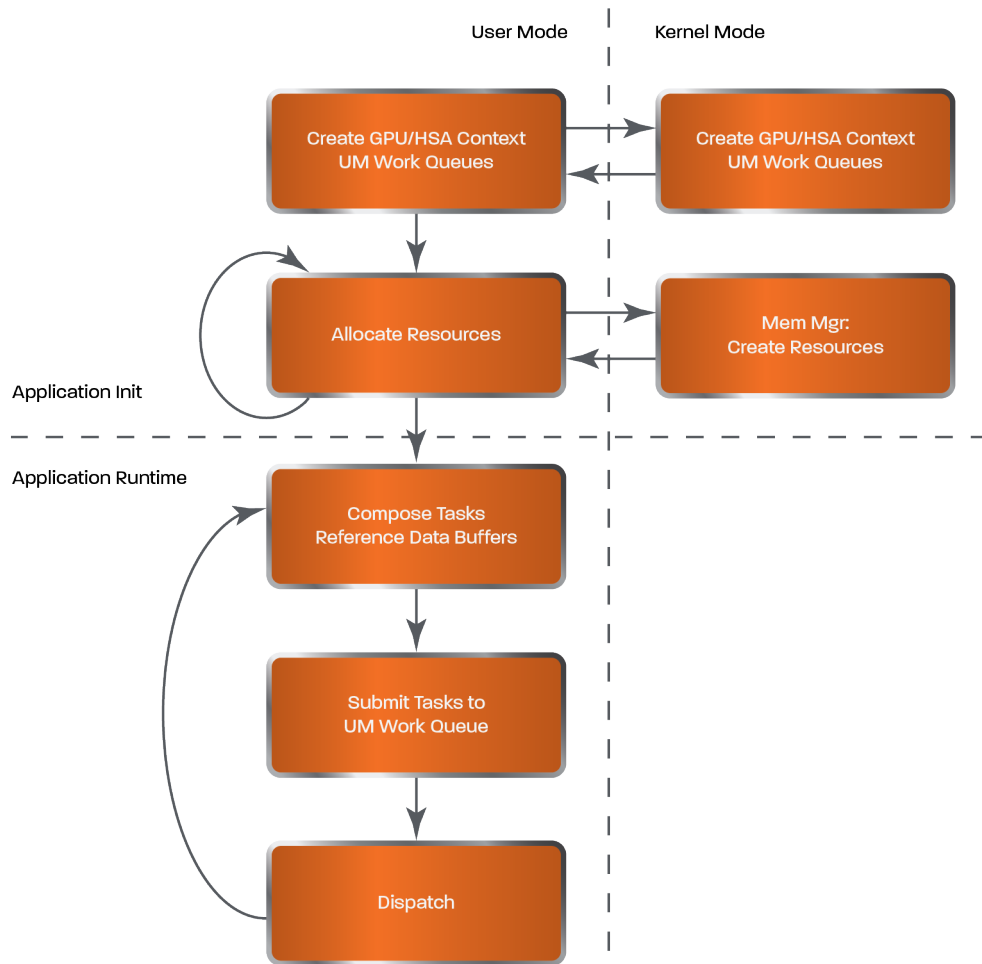 User Mode
Kernel Mode
Create GPU/HSA Context
UM Work Queues
Create GPU/HSA Context
UM Work Queues
Allocate Resources
Mem Mgr:
Create Resources
Application Init
Application Runtime
Compose Tasks
Reference Data Buffers
Submit Tasks to
UM Work Queue
Dispatch